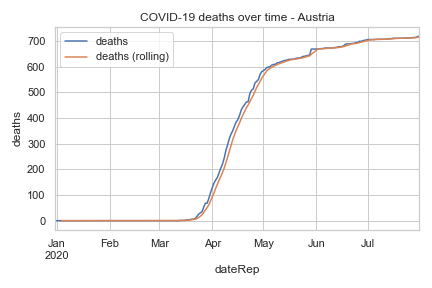 COVID-19 deaths over time - Austria
deaths
deaths (rolling)
700
600
500
400
300
200
100
0
deaths
Jan Feb Mar Apr May Jun Jul
2020
dateRep